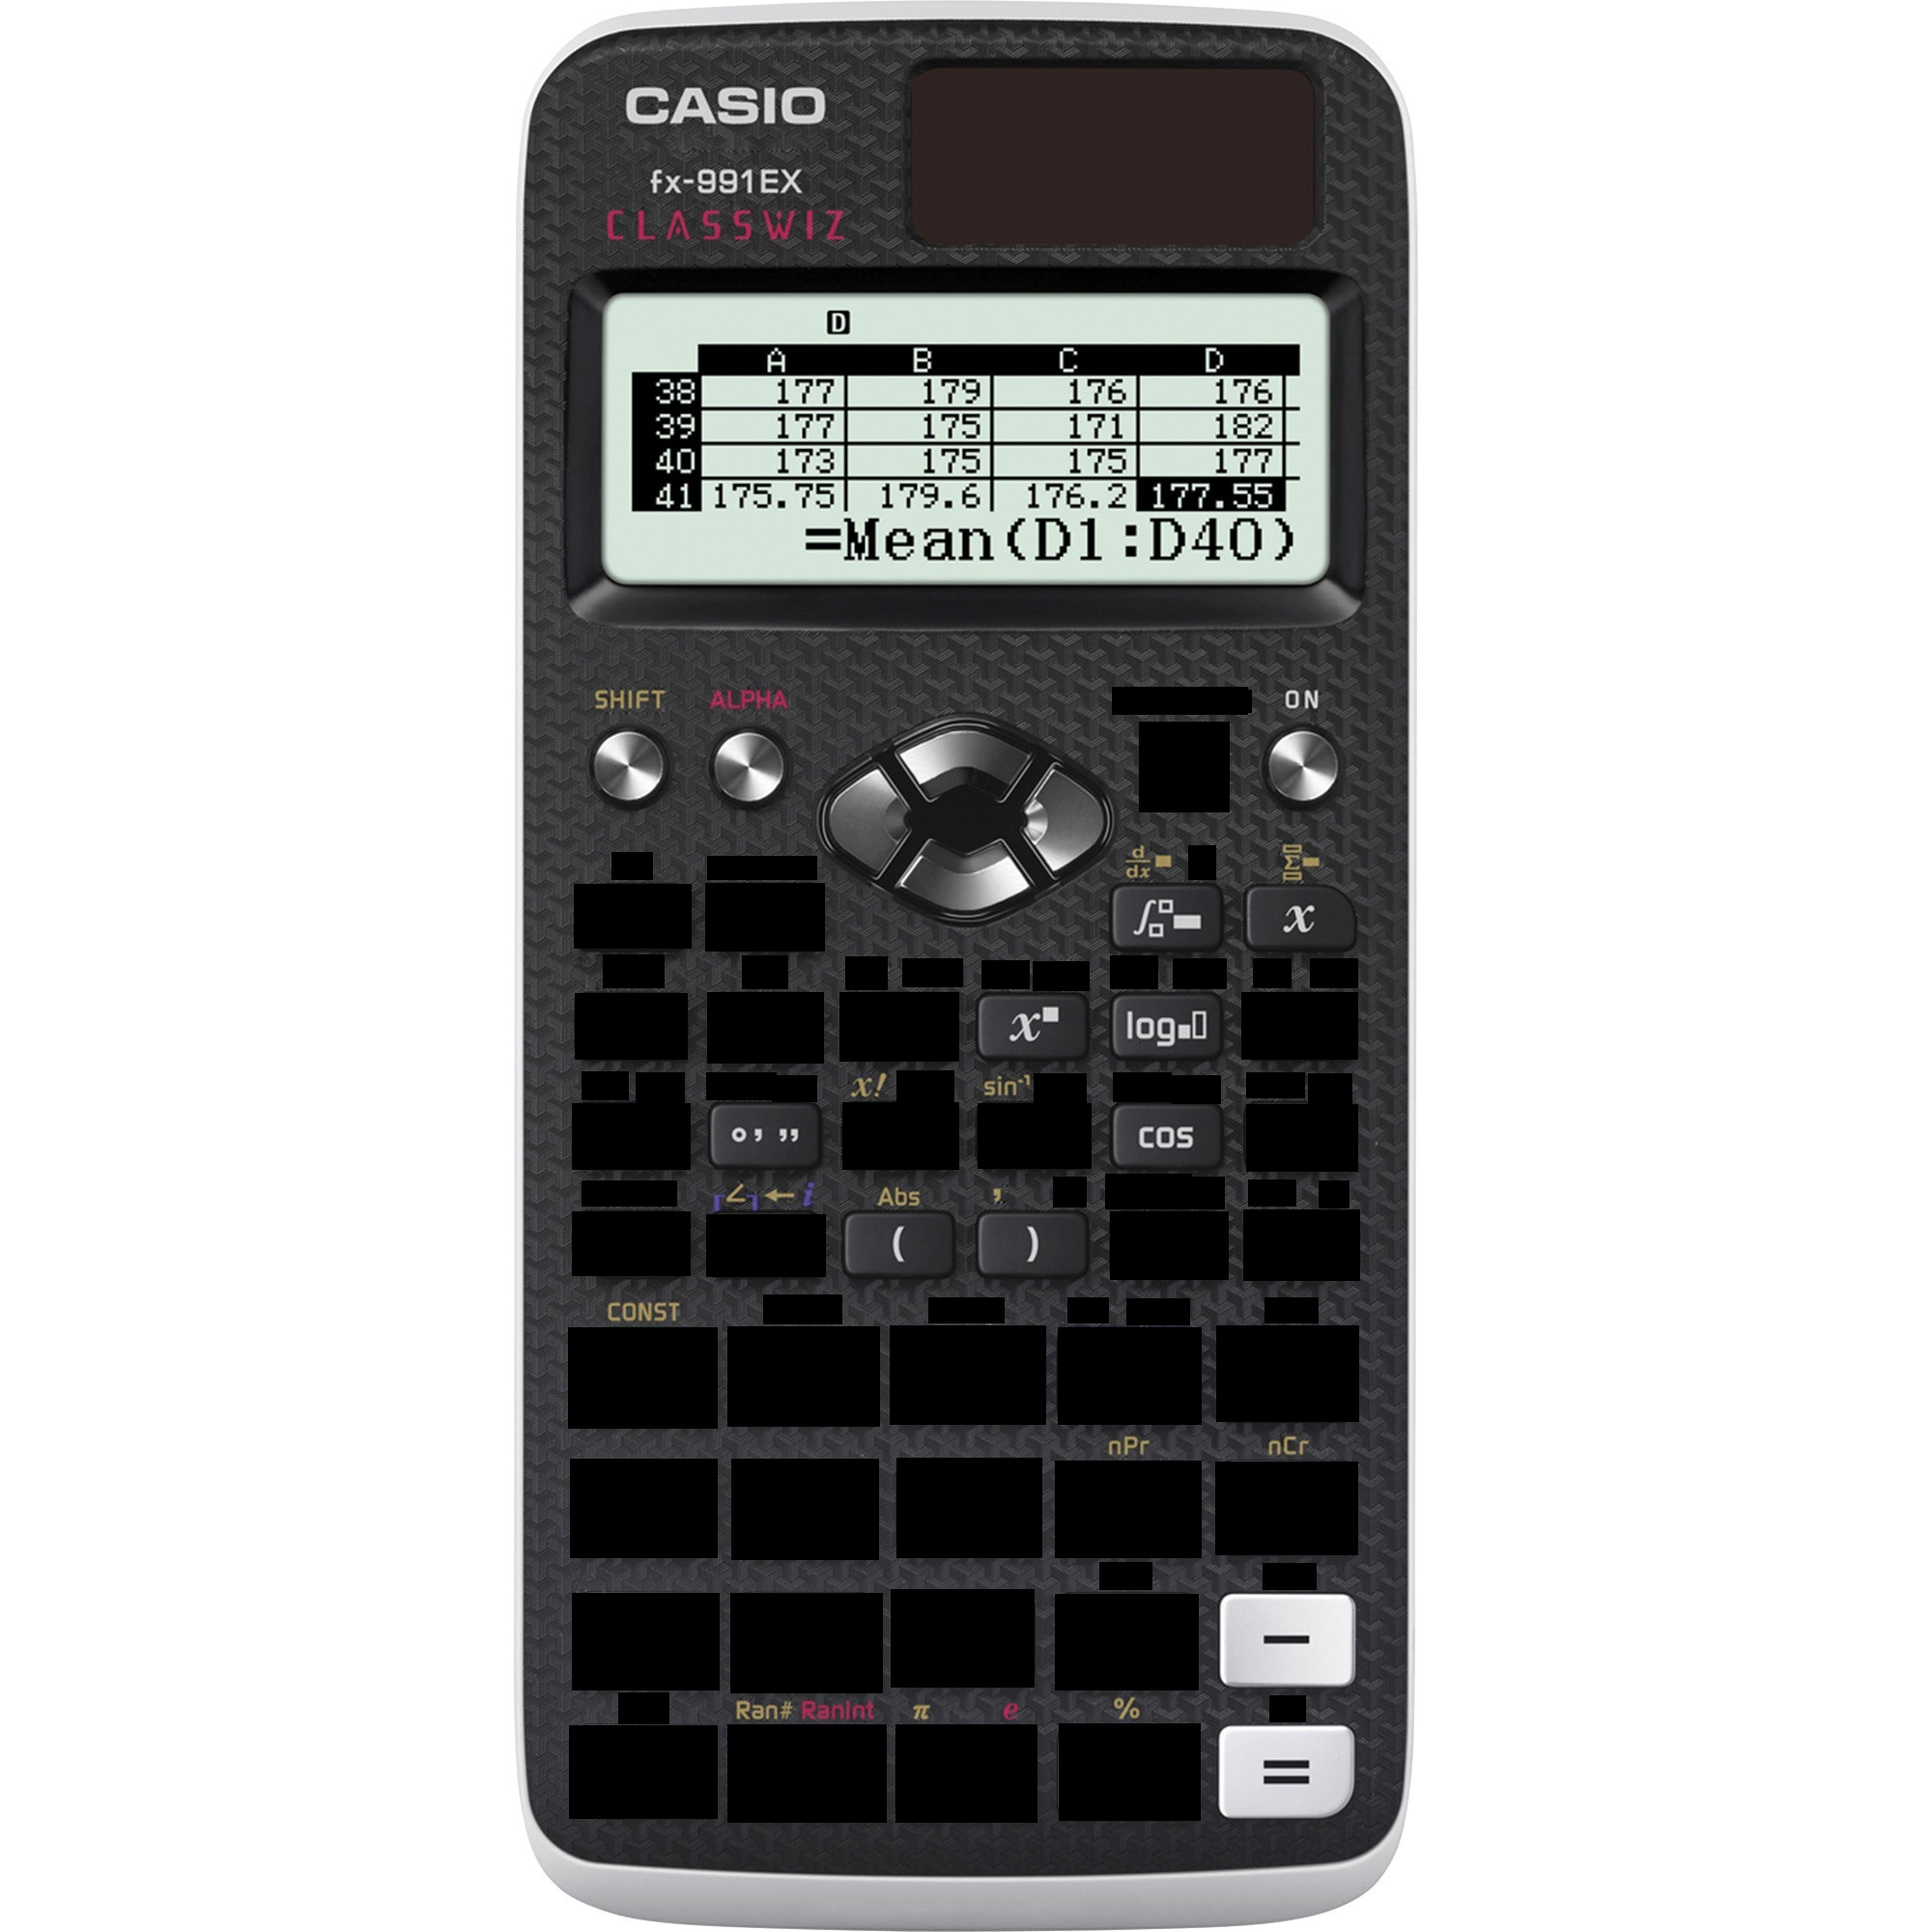 CASIO
fx-991EX
CLASSWIZ
D
A B C D
38 177 179 176 176
39 177 175 171 182
40 173 175 175 177
41 175.75 179.6 176.2 177.55
=Mean(D1:D40)
SHIFT ALPHA ON
d/dx■ Σ■
∫■ x
x■ log■▯
x! sin⁻¹
° ’ ” cos
∠ ← i Abs ,
( )
CONST
nPr nCr
−
Ran# RanInt π e %
=